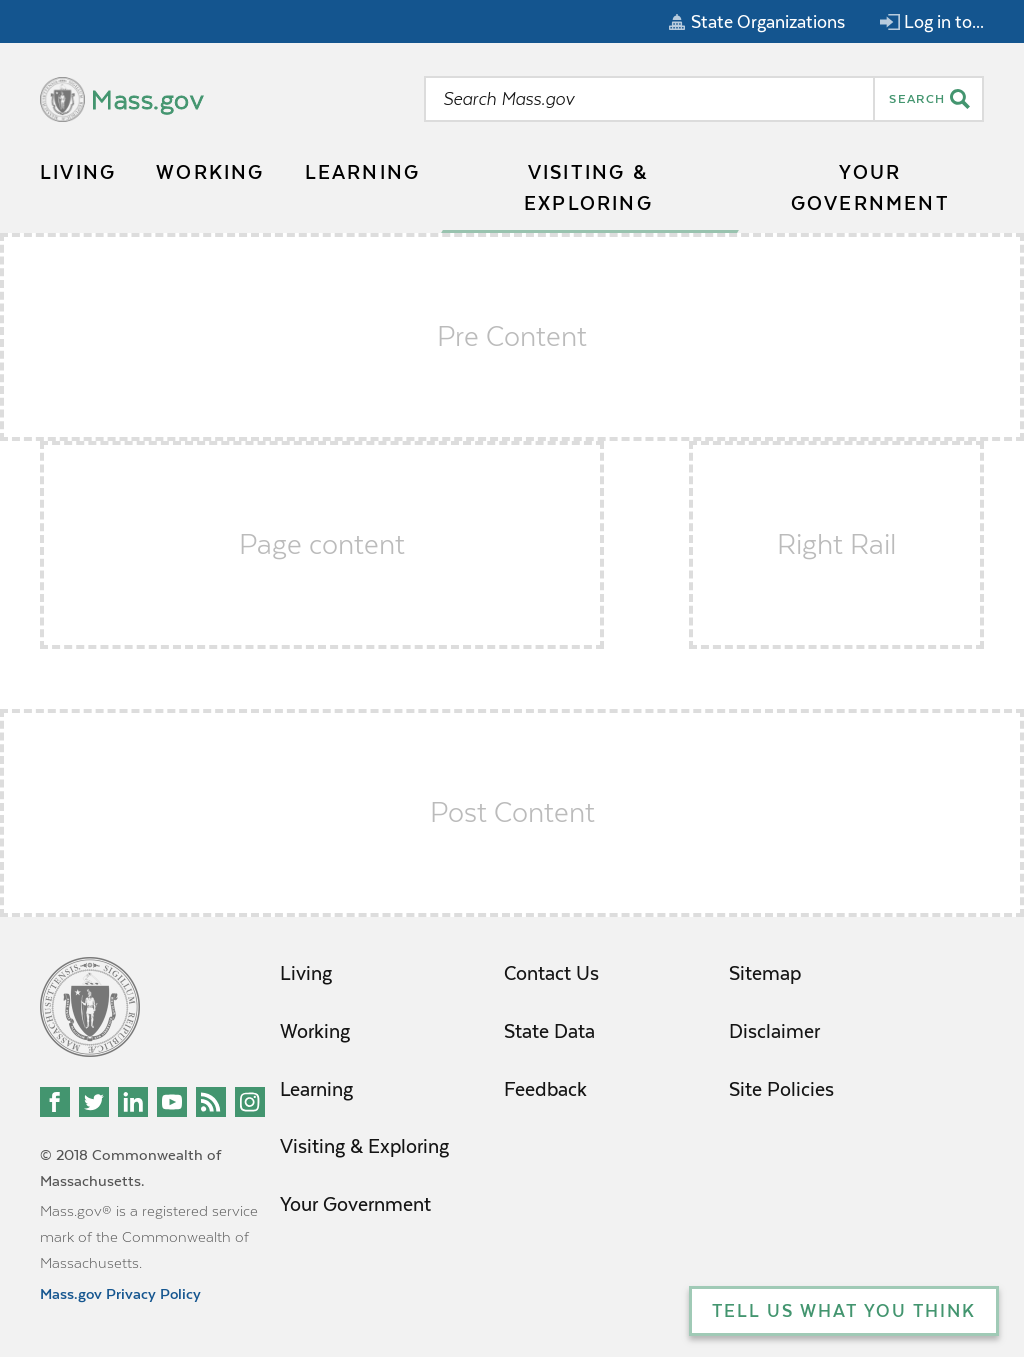 State Organizations
Log in to...
Mass.gov
Search Mass.gov
SEARCH
LIVING
WORKING
LEARNING
VISITING &
EXPLORING
YOUR
GOVERNMENT
Pre Content
Page content
Right Rail
Post Content
Living
Working
Learning
Visiting & Exploring
Your Government
Contact Us
State Data
Feedback
Sitemap
Disclaimer
Site Policies
© 2018 Commonwealth of
Massachusetts.
Mass.gov® is a registered service
mark of the Commonwealth of
Massachusetts.
Mass.gov Privacy Policy
TELL US WHAT YOU THINK